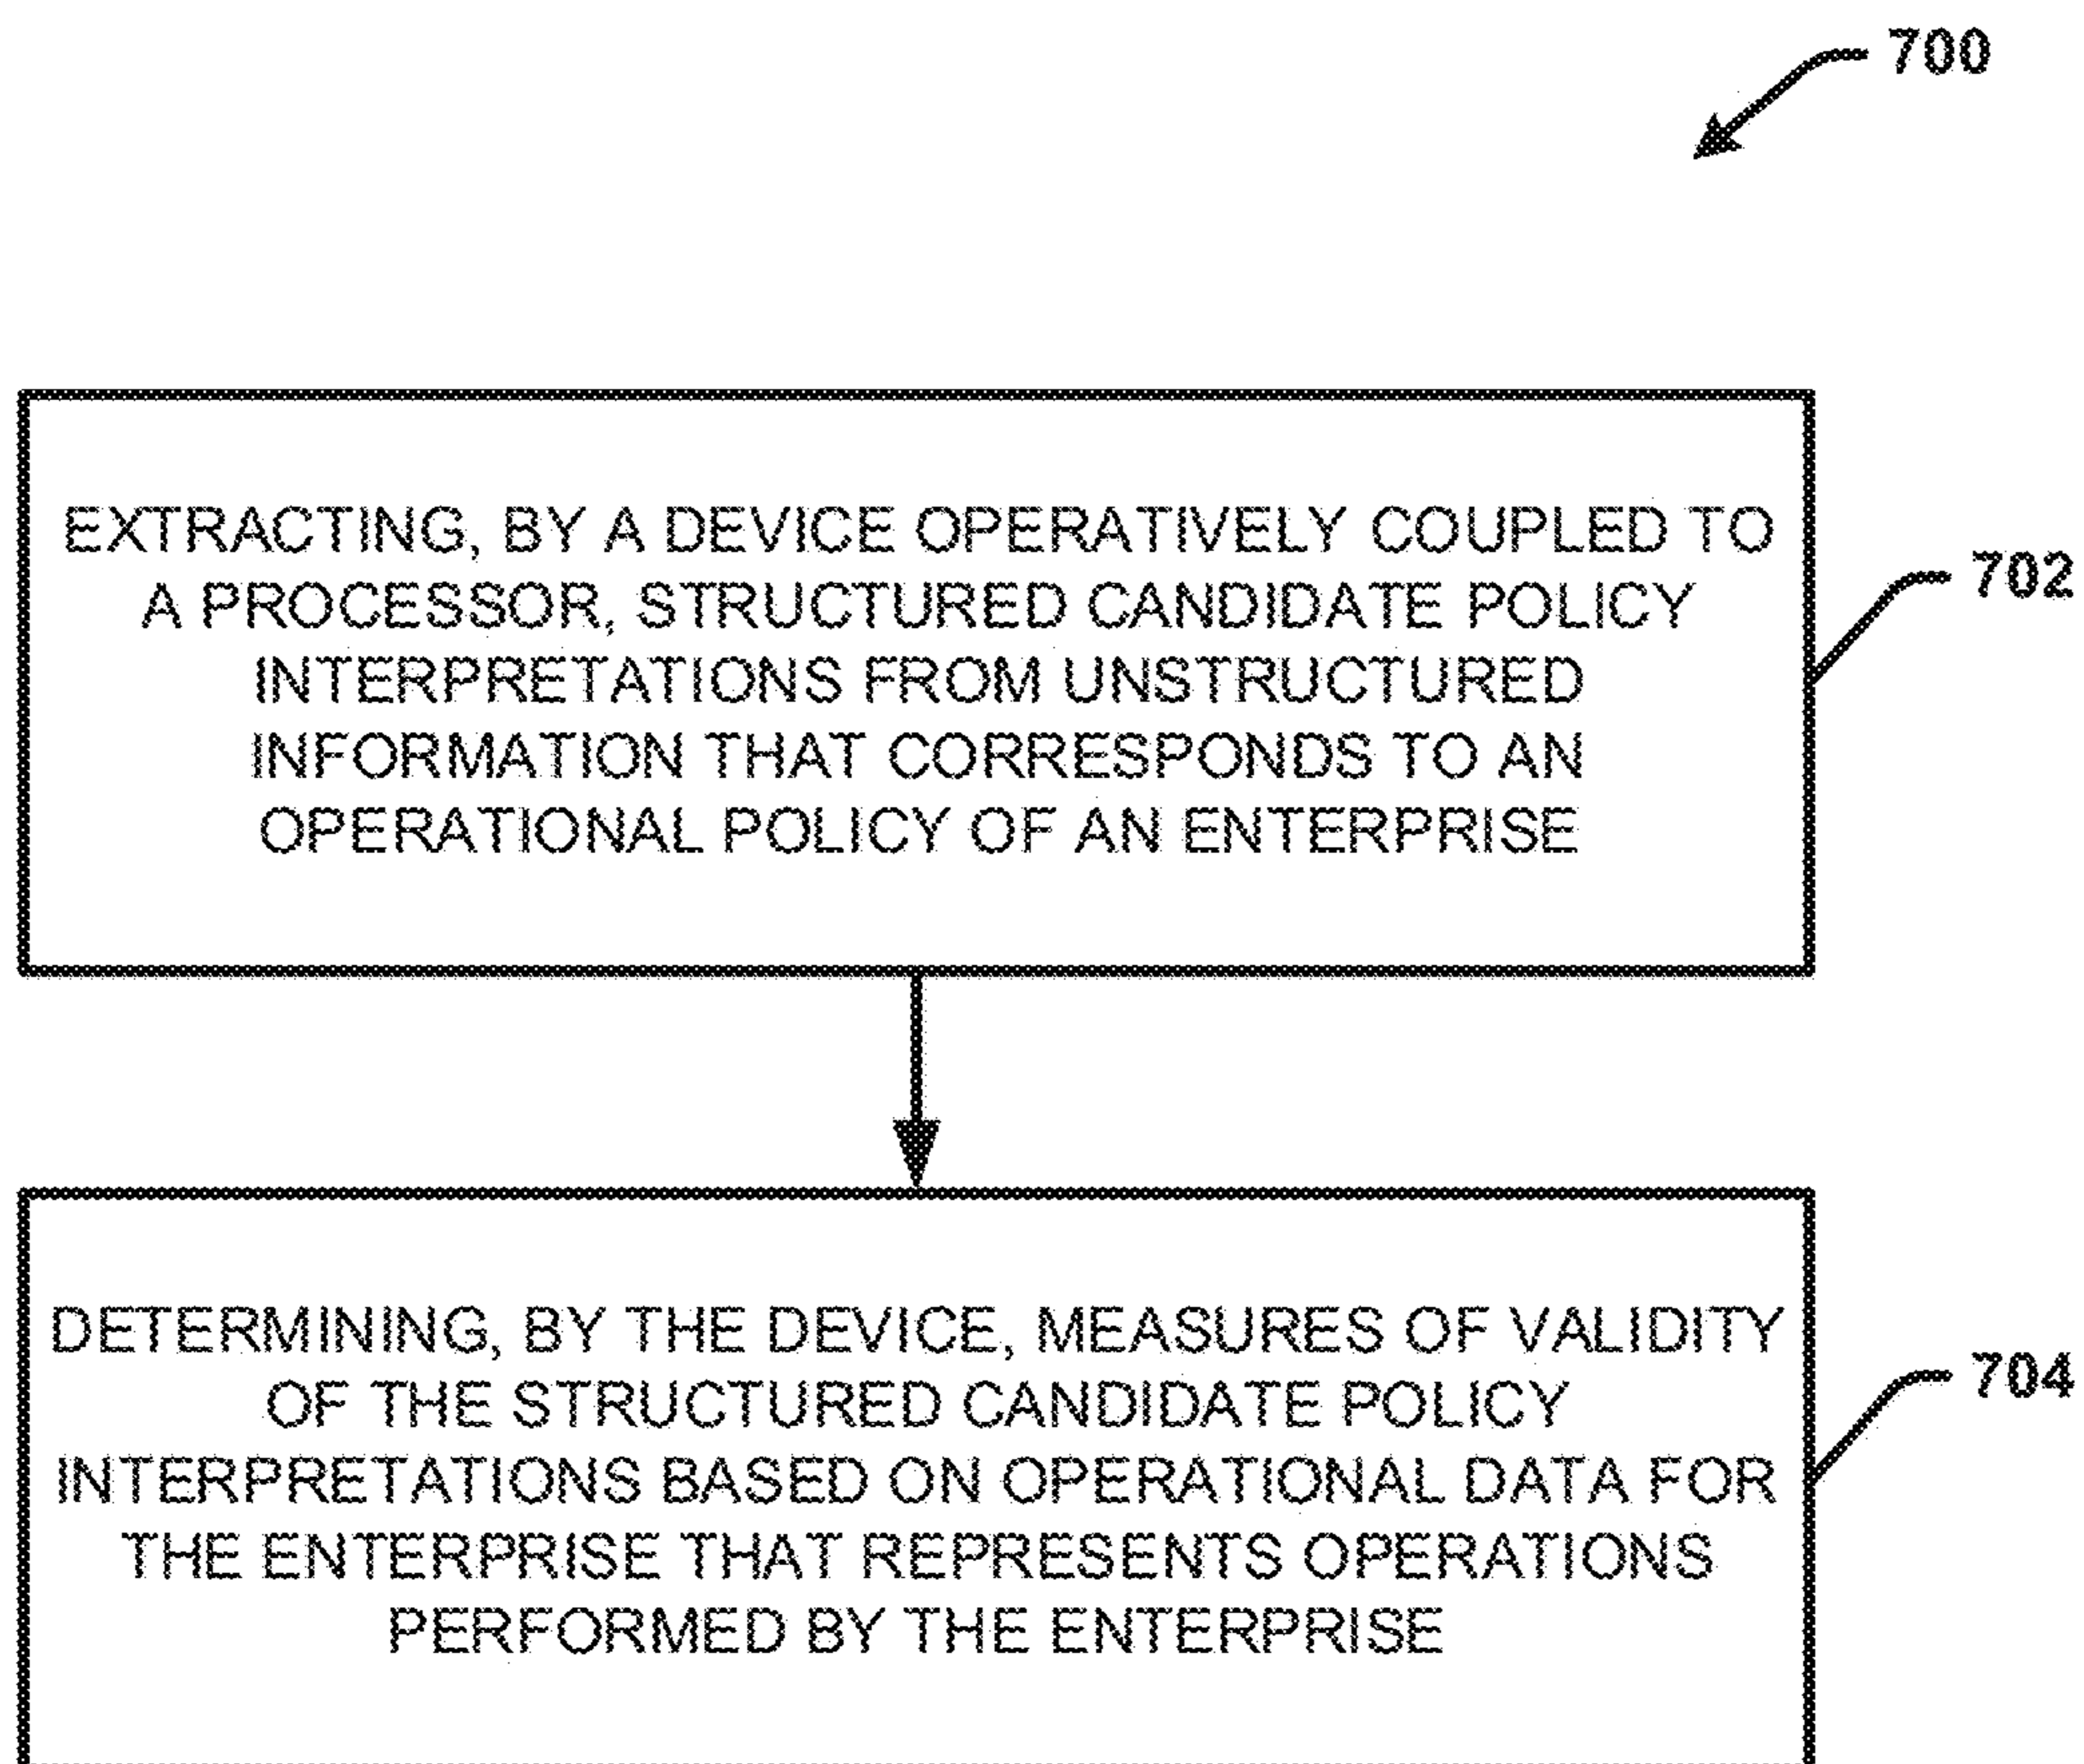 700
EXTRACTING, BY A DEVICE OPERATIVELY COUPLED TO
A PROCESSOR, STRUCTURED CANDIDATE POLICY
INTERPRETATIONS FROM UNSTRUCTURED
INFORMATION THAT CORRESPONDS TO AN
OPERATIONAL POLICY OF AN ENTERPRISE
702
DETERMINING, BY THE DEVICE, MEASURES OF VALIDITY
OF THE STRUCTURED CANDIDATE POLICY
INTERPRETATIONS BASED ON OPERATIONAL DATA FOR
THE ENTERPRISE THAT REPRESENTS OPERATIONS
PERFORMED BY THE ENTERPRISE
704